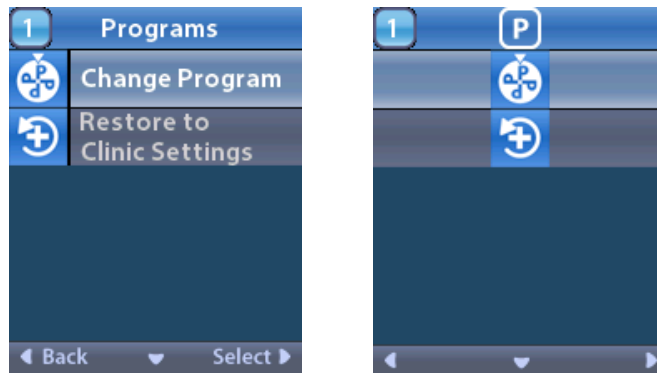 1 Programs
Change Program
Restore to
Clinic Settings
Back Select
1 P